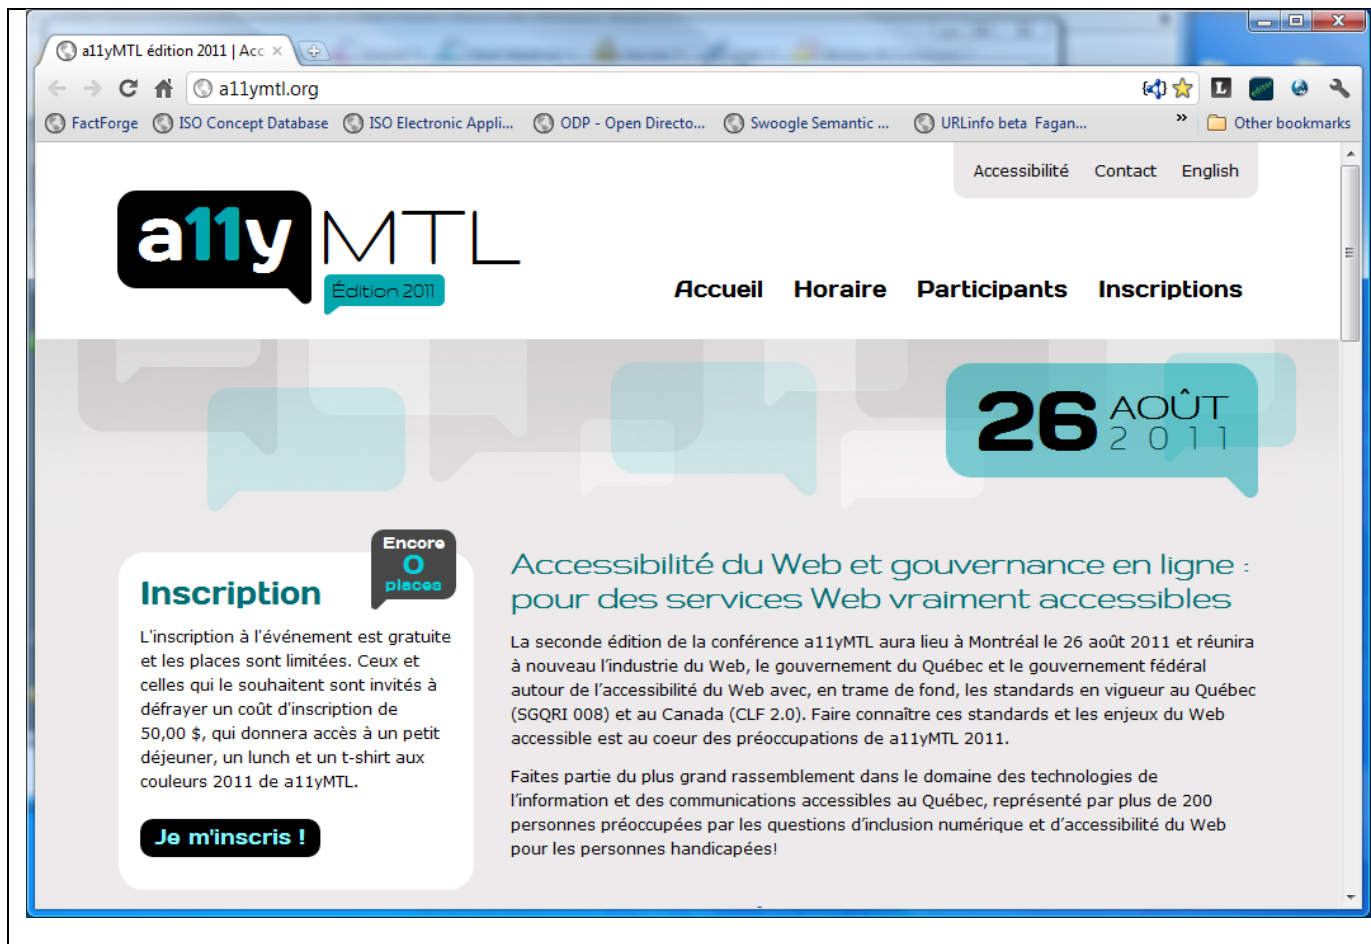 a11yMTL édition 2011 | Acc
a11ymtl.org
FactForge ISO Concept Database ISO Electronic Appli... ODP - Open Directo... Swoogle Semantic ... URLinfo beta Fagan... » Other bookmarks
Accessibilité Contact English
a11y MTL
Édition 2011
Accueil Horaire Participants Inscriptions
26 AOÛT
2011
Encore
0
places
Inscription
L'inscription à l'événement est gratuite
et les places sont limitées. Ceux et
celles qui le souhaitent sont invités à
défrayer un coût d'inscription de
50,00 $, qui donnera accès à un petit
déjeuner, un lunch et un t-shirt aux
couleurs 2011 de a11yMTL.
Je m'inscris !
Accessibilité du Web et gouvernance en ligne :
pour des services Web vraiment accessibles
La seconde édition de la conférence a11yMTL aura lieu à Montréal le 26 août 2011 et réunira
à nouveau l’industrie du Web, le gouvernement du Québec et le gouvernement fédéral
autour de l’accessibilité du Web avec, en trame de fond, les standards en vigueur au Québec
(SGQRI 008) et au Canada (CLF 2.0). Faire connaître ces standards et les enjeux du Web
accessible est au coeur des préoccupations de a11yMTL 2011.
Faites partie du plus grand rassemblement dans le domaine des technologies de
l’information et des communications accessibles au Québec, représenté par plus de 200
personnes préoccupées par les questions d’inclusion numérique et d’accessibilité du Web
pour les personnes handicapées!